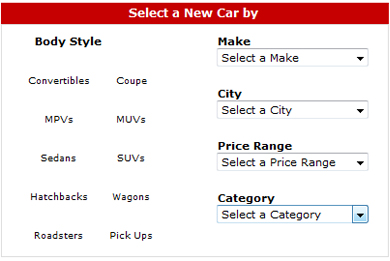 Select a New Car by
Body Style
Convertibles Coupe
MPVs MUVs
Sedans SUVs
Hatchbacks Wagons
Roadsters Pick Ups
Make
Select a Make
City
Select a City
Price Range
Select a Price Range
Category
Select a Category